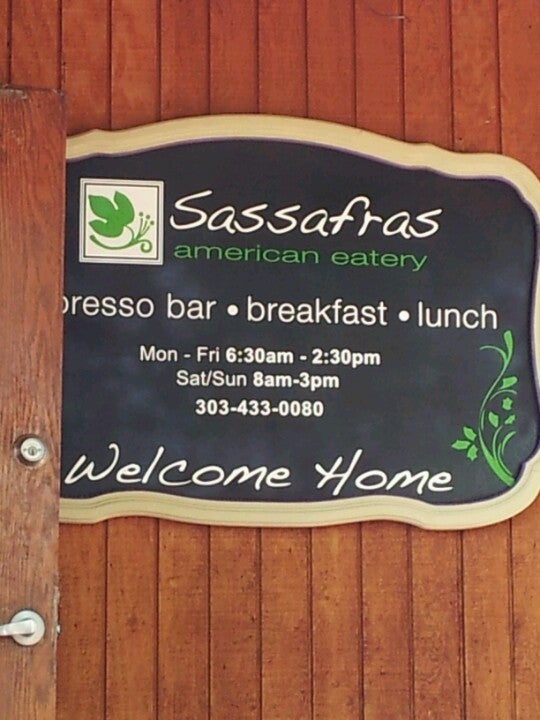 Sassafras
american eatery
presso bar • breakfast • lunch
Mon - Fri 6:30am - 2:30pm
Sat/Sun 8am-3pm
303-433-0080
Welcome Home